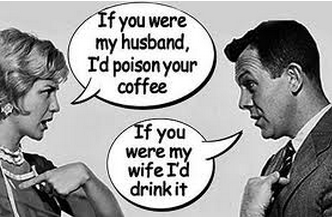 If you were
my husband,
I'd poison your
coffee
If you
were my
wife I'd
drink it